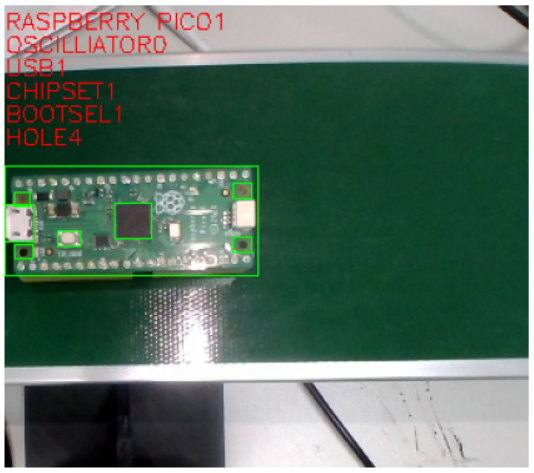 RASPBERRY PICO1
OSCILLIATOR0
USB1
CHIPSET1
BOOTSEL1
HOLE4